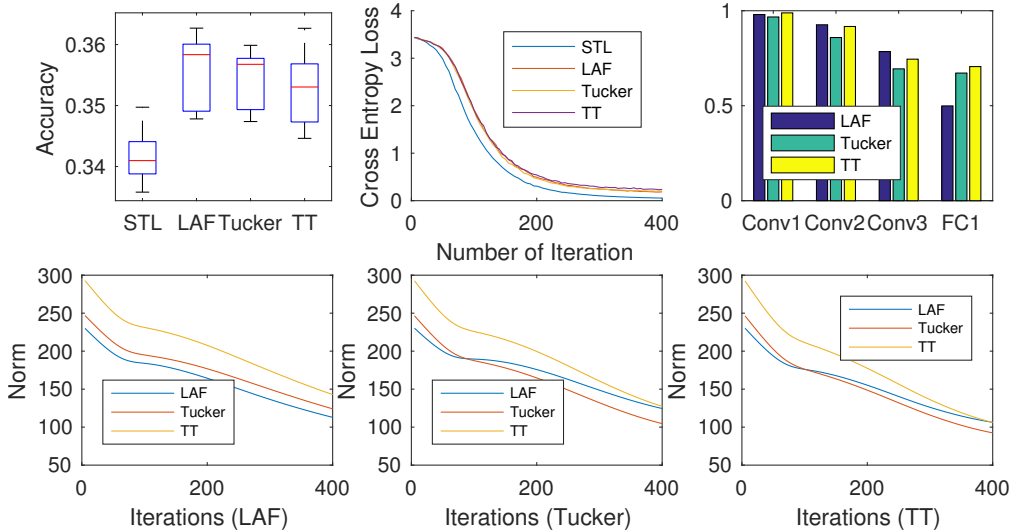 0.36
0.35
0.34
Accuracy
STL LAF Tucker TT
4
3
2
1
0
Cross Entropy Loss
STL
LAF
Tucker
TT
0 200 400
Number of Iteration
1
0.5
0
LAF
Tucker
TT
Conv1 Conv2 Conv3 FC1
300
250
200
150
100
50
Norm
LAF
Tucker
TT
0 200 400
Iterations (LAF)
300
250
200
150
100
50
Norm
LAF
Tucker
TT
0 200 400
Iterations (Tucker)
300
250
200
150
100
50
Norm
LAF
Tucker
TT
0 200 400
Iterations (TT)